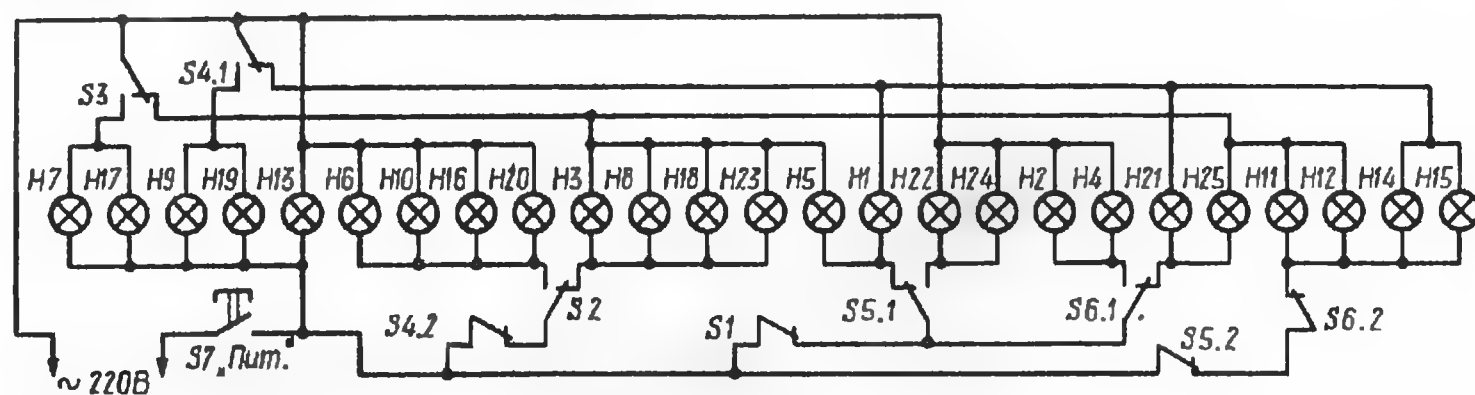 S3
S4.1
H7
H17
H9
H19
H13
H6
H10
H16
H20
H3
H8
H18
H23
H5
H1
H22
H24
H2
H4
H21
H25
H11
H12
H14
H15
S7 „Пит."
~ 220В
S4.2
S2
S1
S5.1
S6.1
S5.2
S6.2